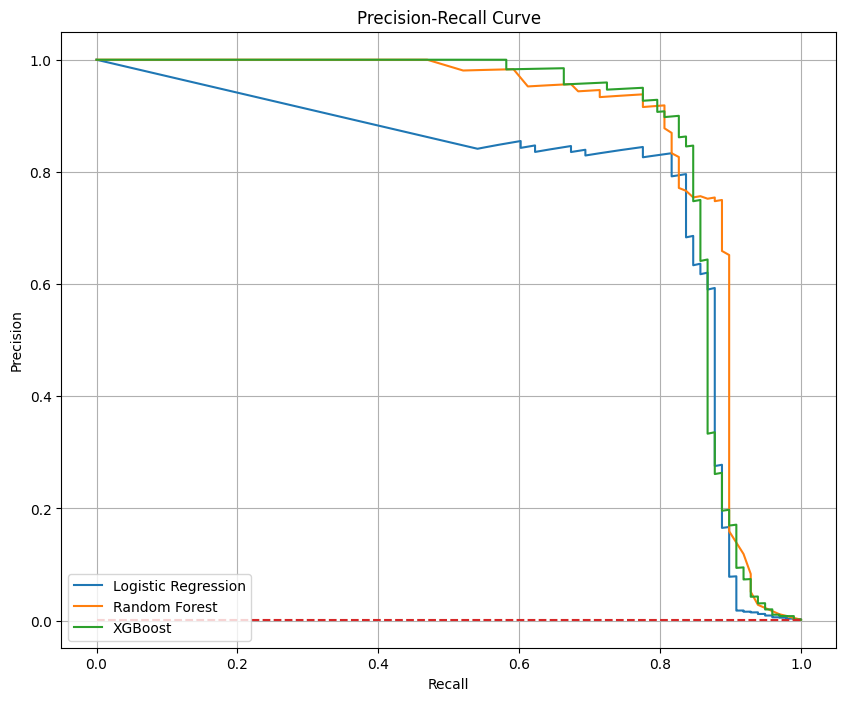 Precision-Recall Curve
1.0
0.8
0.6
0.4
0.2
0.0
Precision
Logistic Regression
Random Forest
XGBoost
0.0 0.2 0.4 0.6 0.8 1.0
Recall